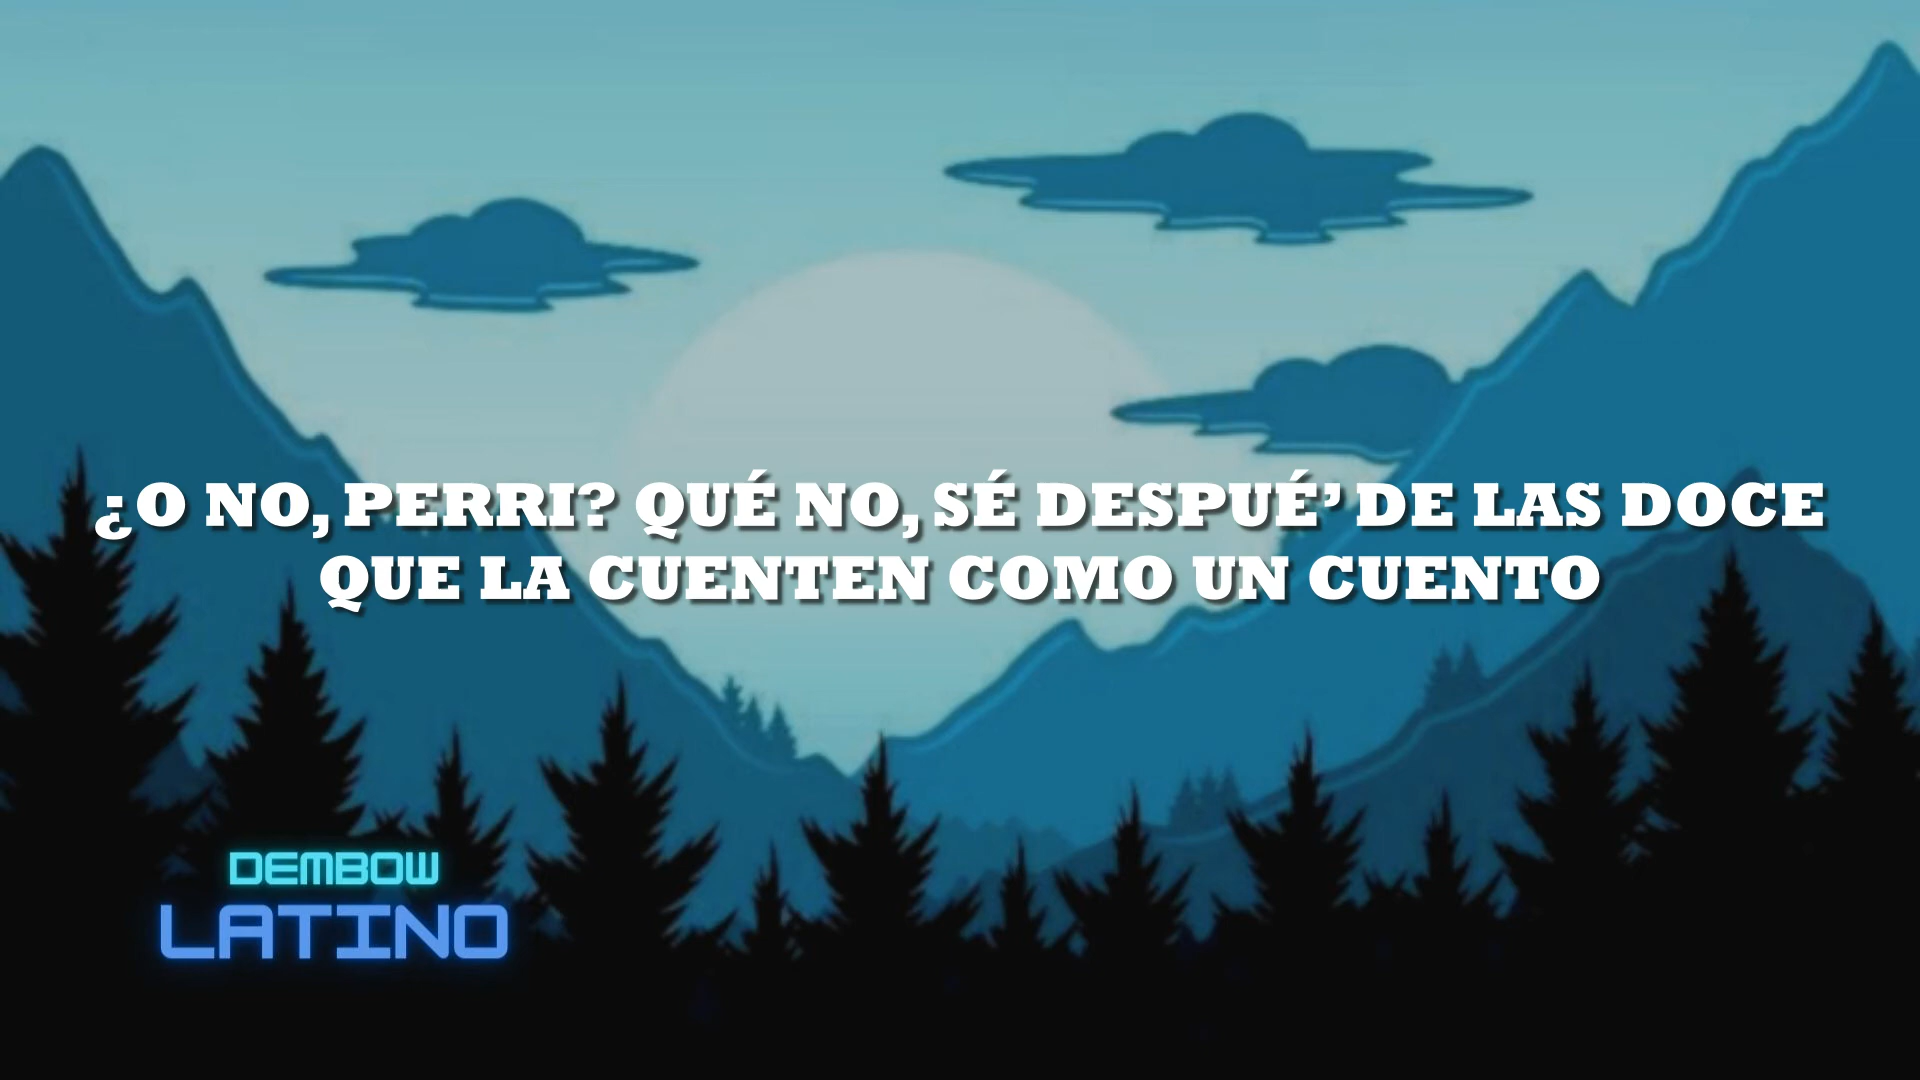 ¿O NO, PERRI? QUÉ NO, SÉ DESPUÉ’ DE LAS DOCE
QUE LA CUENTEN COMO UN CUENTO
DEMBOW
LATINO